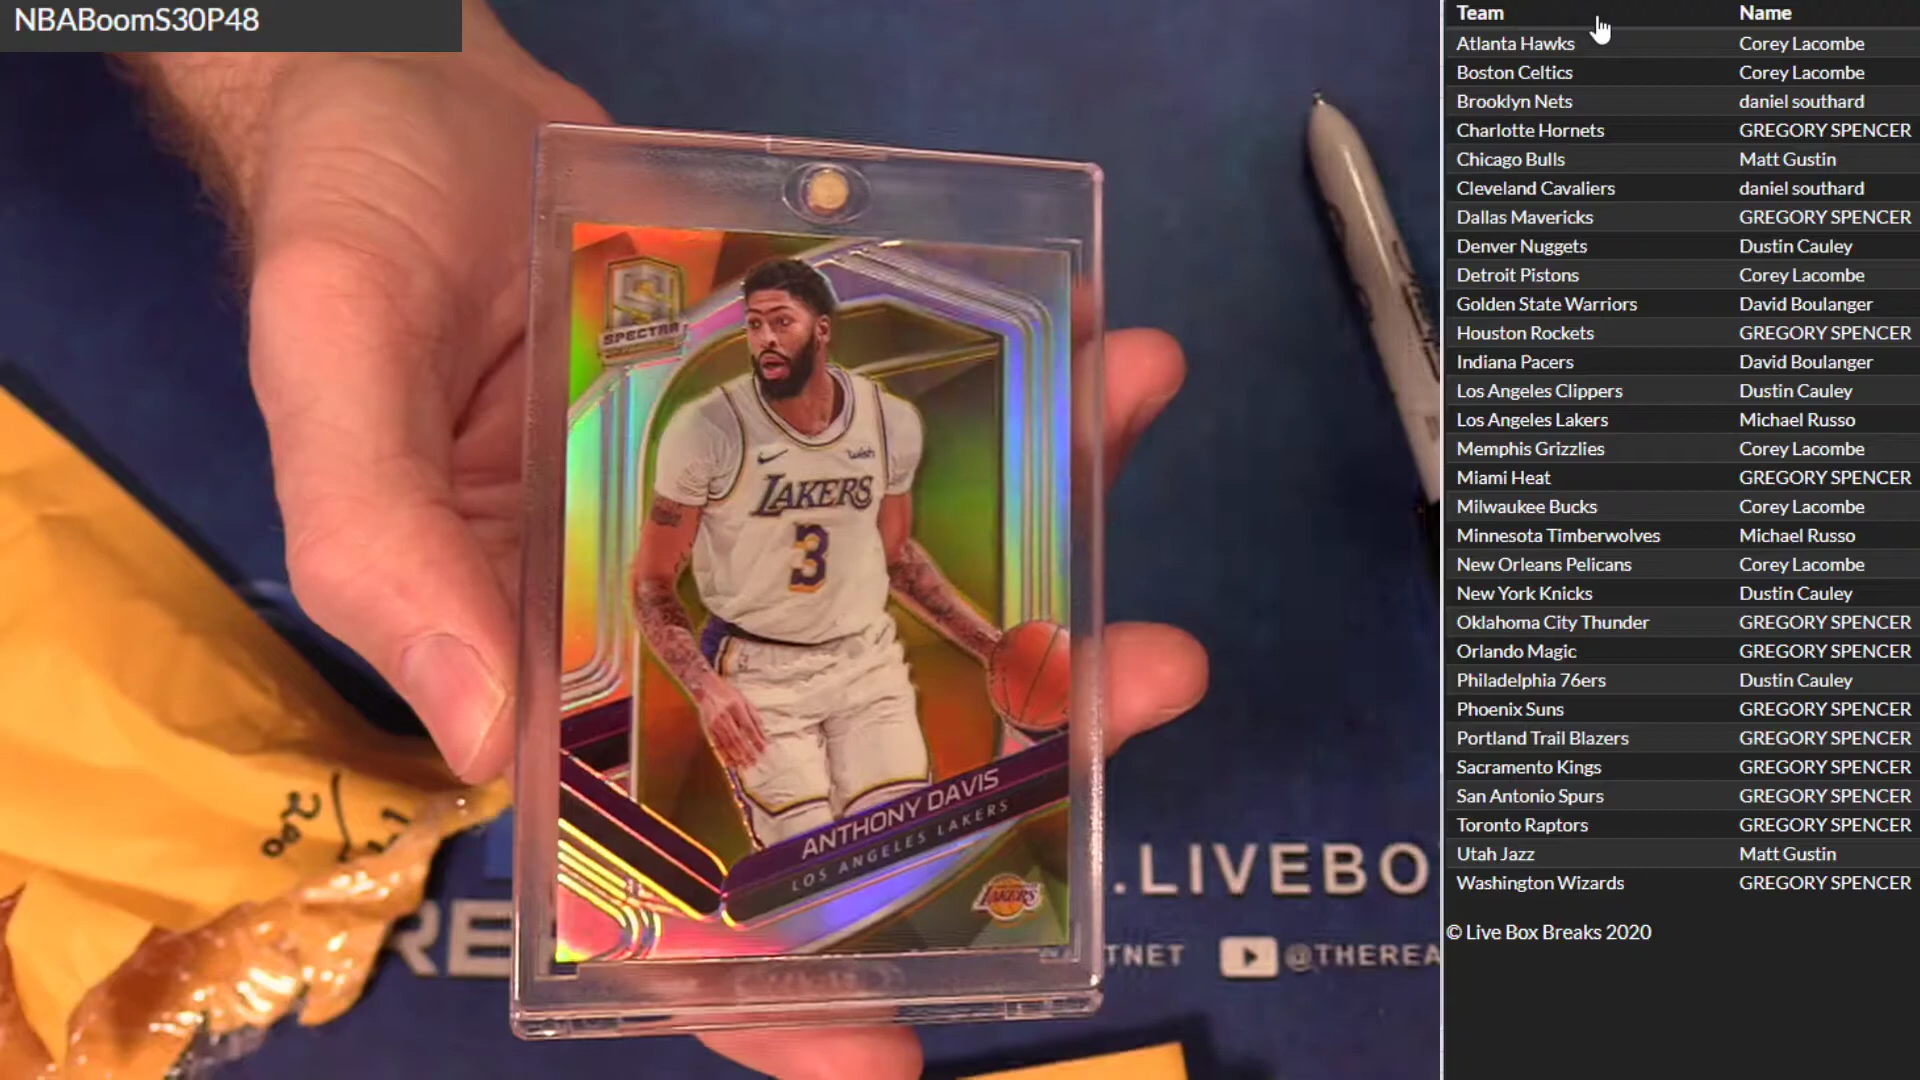 NBABoomS30P48
Team Name
Atlanta Hawks Corey Lacombe
Boston Celtics Corey Lacombe
Brooklyn Nets daniel southard
Charlotte Hornets GREGORY SPENCER
Chicago Bulls Matt Gustin
Cleveland Cavaliers daniel southard
Dallas Mavericks GREGORY SPENCER
Denver Nuggets Dustin Cauley
Detroit Pistons Corey Lacombe
Golden State Warriors David Boulanger
Houston Rockets GREGORY SPENCER
Indiana Pacers David Boulanger
Los Angeles Clippers Dustin Cauley
Los Angeles Lakers Michael Russo
Memphis Grizzlies Corey Lacombe
Miami Heat GREGORY SPENCER
Milwaukee Bucks Corey Lacombe
Minnesota Timberwolves Michael Russo
New Orleans Pelicans Corey Lacombe
New York Knicks Dustin Cauley
Oklahoma City Thunder GREGORY SPENCER
Orlando Magic GREGORY SPENCER
Philadelphia 76ers Dustin Cauley
Phoenix Suns GREGORY SPENCER
Portland Trail Blazers GREGORY SPENCER
Sacramento Kings GREGORY SPENCER
San Antonio Spurs GREGORY SPENCER
Toronto Raptors GREGORY SPENCER
Utah Jazz Matt Gustin
Washington Wizards GREGORY SPENCER
© Live Box Breaks 2020
SPECTRA
wish
LAKERS
3
ANTHONY DAVIS
LOS ANGELES LAKERS
LAKERS
200
.LIVEBO
RE
TNET @THEREA